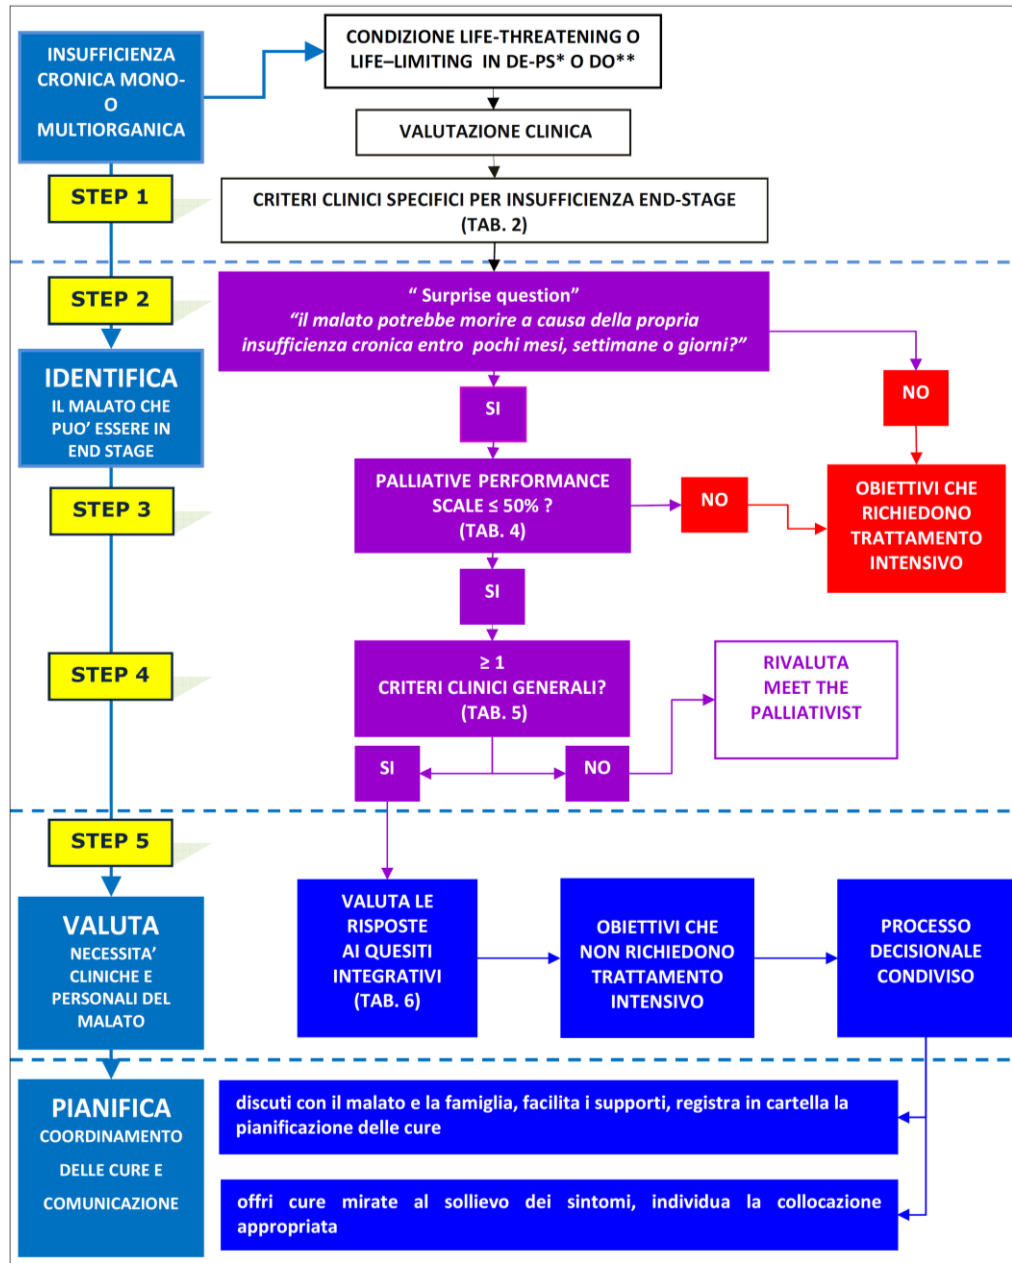 INSUFFICIENZA
CRONICA MONO-
O
MULTIORGANICA
CONDIZIONE LIFE-THREATENING O
LIFE–LIMITING IN DE-PS* O DO**
VALUTAZIONE CLINICA
STEP 1
CRITERI CLINICI SPECIFICI PER INSUFFICIENZA END-STAGE
(TAB. 2)
STEP 2
“ Surprise question”
“il malato potrebbe morire a causa della propria
insufficienza cronica entro pochi mesi, settimane o giorni?”
IDENTIFICA
IL MALATO CHE
PUO’ ESSERE IN
END STAGE
SI
NO
STEP 3
PALLIATIVE PERFORMANCE
SCALE ≤ 50% ?
(TAB. 4)
NO
OBIETTIVI CHE
RICHIEDONO
TRATTAMENTO
INTENSIVO
SI
STEP 4
≥ 1
CRITERI CLINICI GENERALI?
(TAB. 5)
RIVALUTA
MEET THE
PALLIATIVIST
SI
NO
STEP 5
VALUTA
NECESSITA’
CLINICHE E
PERSONALI DEL
MALATO
VALUTA LE
RISPOSTE
AI QUESITI
INTEGRATIVI
(TAB. 6)
OBIETTIVI CHE
NON RICHIEDONO
TRATTAMENTO
INTENSIVO
PROCESSO
DECISIONALE
CONDIVISO
PIANIFICA
COORDINAMENTO
DELLE CURE E
COMUNICAZIONE
discuti con il malato e la famiglia, facilita i supporti, registra in cartella la
pianificazione delle cure
offri cure mirate al sollievo dei sintomi, individua la collocazione
appropriata